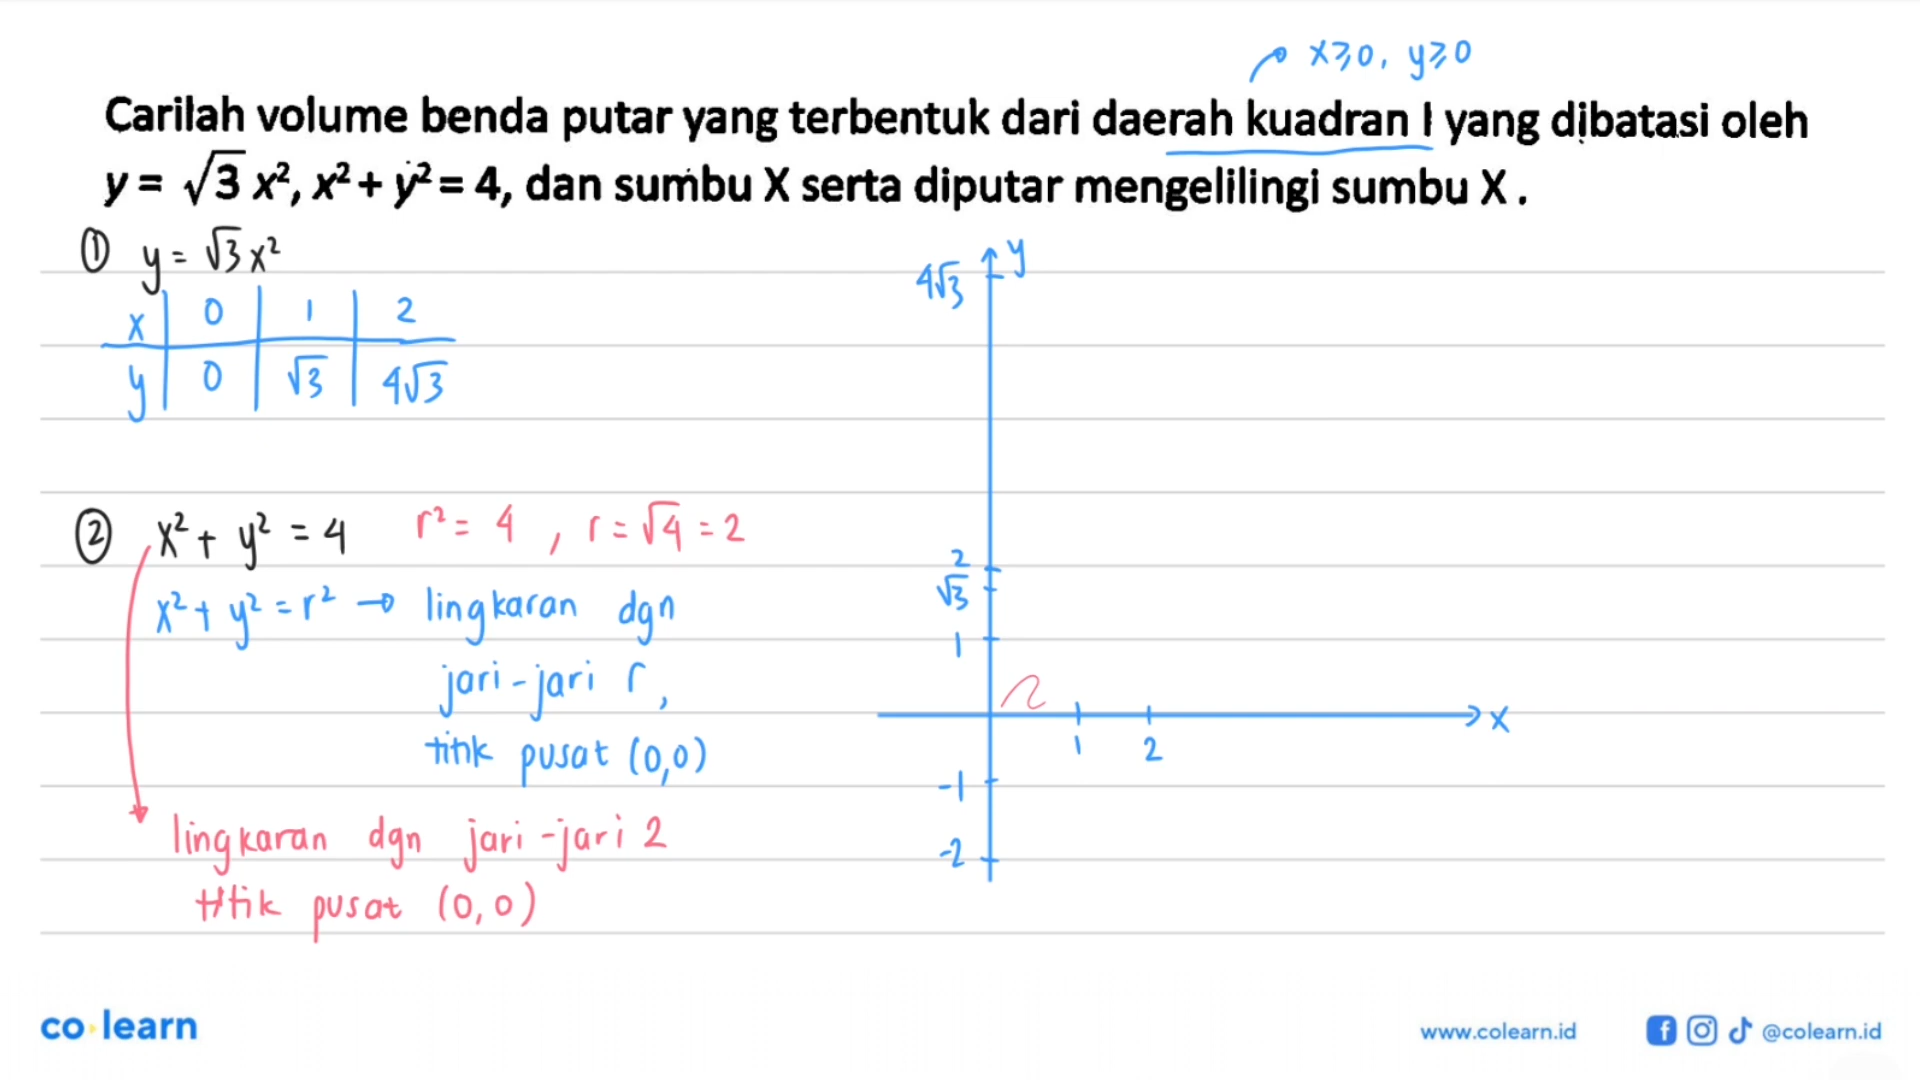 x≥0, y≥0
Carilah volume benda putar yang terbentuk dari daerah kuadran I yang dibatasi oleh
y = √3 x², x² + y² = 4, dan sumbu X serta diputar mengelilingi sumbu X.
① y = √3 x²
x | 0 | 1 | 2
y | 0 | √3 | 4√3
② x² + y² = 4 r² = 4 , r = √4 = 2
x² + y² = r² → lingkaran dgn
jari-jari r,
titik pusat (0,0)
lingkaran dgn jari-jari 2
titik pusat (0,0)
y
4√3
2
√3
1
x
1 2
-1
-2
co learn
www.colearn.id @colearn.id